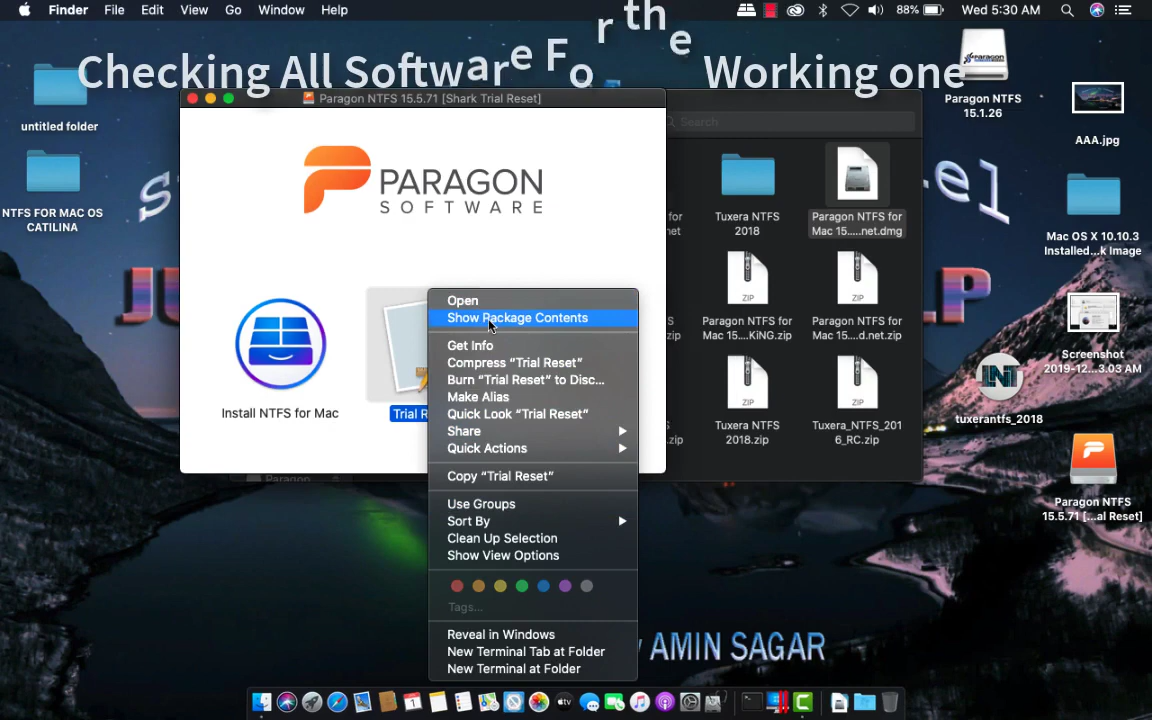 Finder File Edit View Go Window Help
88% Wed 5:30 AM
Checking All Software For the Working one
Paragon NTFS 15.5.71 [Shark Trial Reset]
Search
PARAGON
SOFTWARE
Install NTFS for Mac
Trial R
Open
Show Package Contents
Get Info
Compress “Trial Reset”
Burn “Trial Reset” to Disc...
Make Alias
Quick Look “Trial Reset”
Share
Quick Actions
Copy “Trial Reset”
Use Groups
Sort By
Clean Up Selection
Show View Options
Tags...
Reveal in Windows
New Terminal Tab at Folder
New Terminal at Folder
untitled folder
NTFS FOR MAC OS
CATILINA
Tuxera NTFS
2018
Paragon NTFS for
Mac 15.....net.dmg
ZIP
Paragon NTFS for
Mac 15...KiNG.zip
ZIP
Paragon NTFS for
Mac 15....d.net.zip
ZIP
Tuxera NTFS
2018.zip
ZIP
Tuxera_NTFS_201
6_RC.zip
Paragon NTFS
15.1.26
AAA.jpg
Mac OS X 10.10.3
Installed...k Image
Screenshot
2019-12...3.03 AM
tuxerantfs_2018
Paragon NTFS
15.5.71 [...al Reset]
AMIN SAGAR